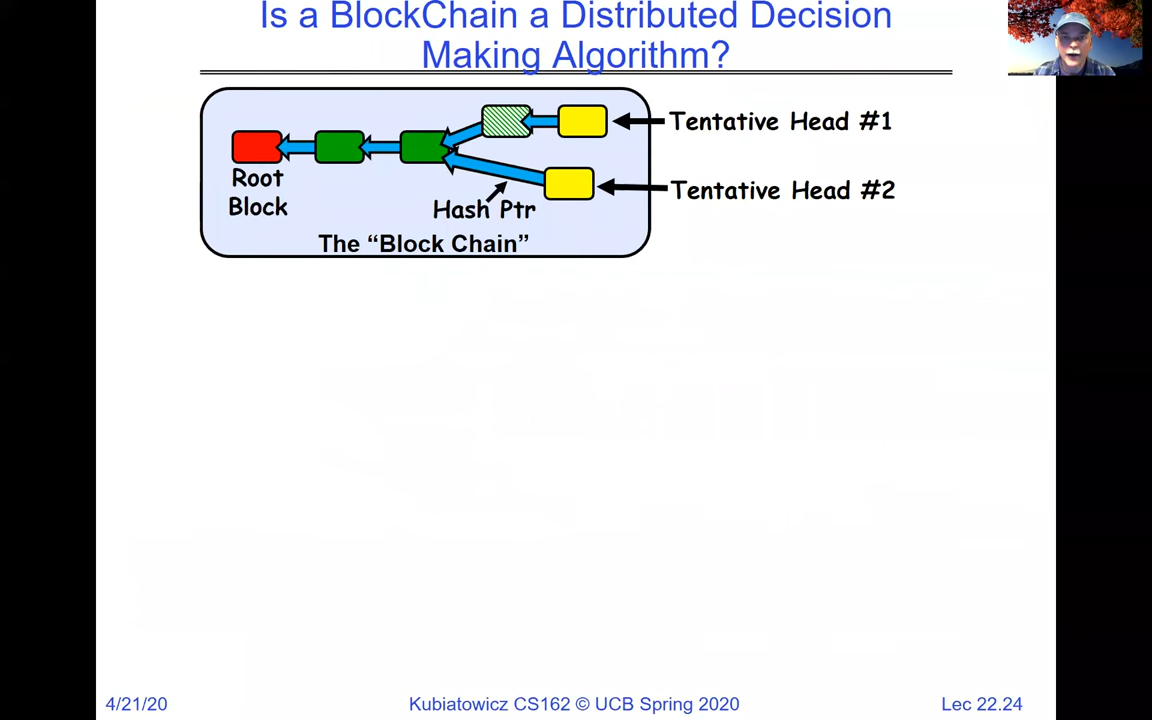 Is a BlockChain a Distributed Decision
Making Algorithm?
Tentative Head #1
Root
Block
Tentative Head #2
Hash Ptr
The “Block Chain”
4/21/20
Kubiatowicz CS162 © UCB Spring 2020
Lec 22.24